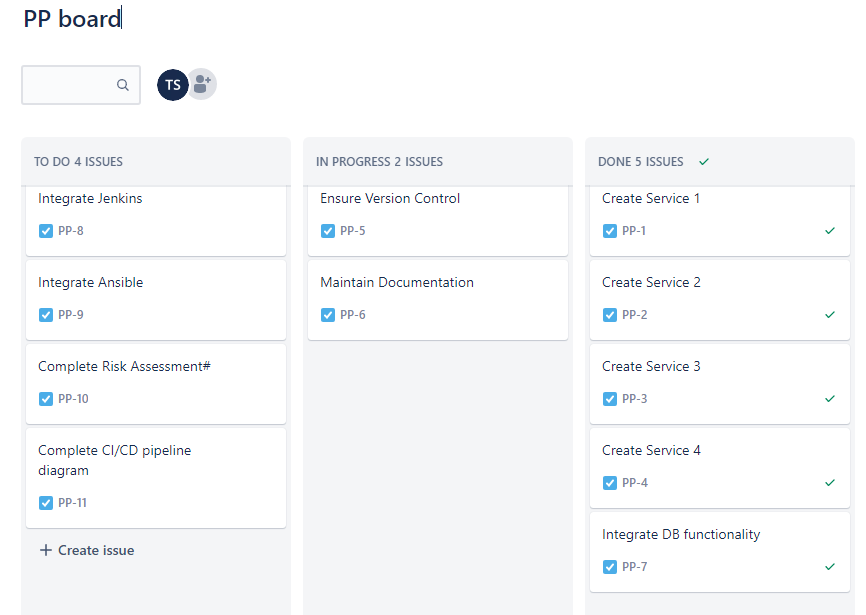 PP board
TS
TO DO 4 ISSUES
Integrate Jenkins
PP-8
Integrate Ansible
PP-9
Complete Risk Assessment#
PP-10
Complete CI/CD pipeline
diagram
PP-11
+ Create issue
IN PROGRESS 2 ISSUES
Ensure Version Control
PP-5
Maintain Documentation
PP-6
DONE 5 ISSUES
Create Service 1
PP-1
Create Service 2
PP-2
Create Service 3
PP-3
Create Service 4
PP-4
Integrate DB functionality
PP-7